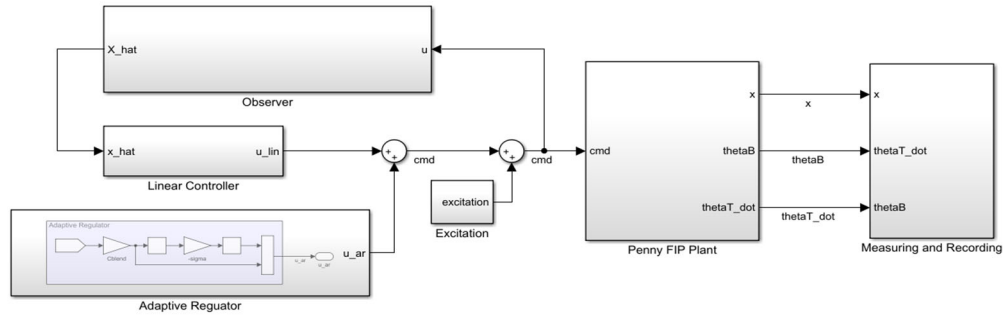 X_hat
u
Observer
x_hat
u_lin
Linear Controller
+
+
cmd
+
+
cmd
excitation
Excitation
Adaptive Regulator
Cblend
-sigma
u_ar
u_ar
u_ar
Adaptive Reguator
cmd
x
thetaB
thetaT_dot
Penny FIP Plant
x
thetaB
thetaT_dot
x
thetaT_dot
thetaB
Measuring and Recording